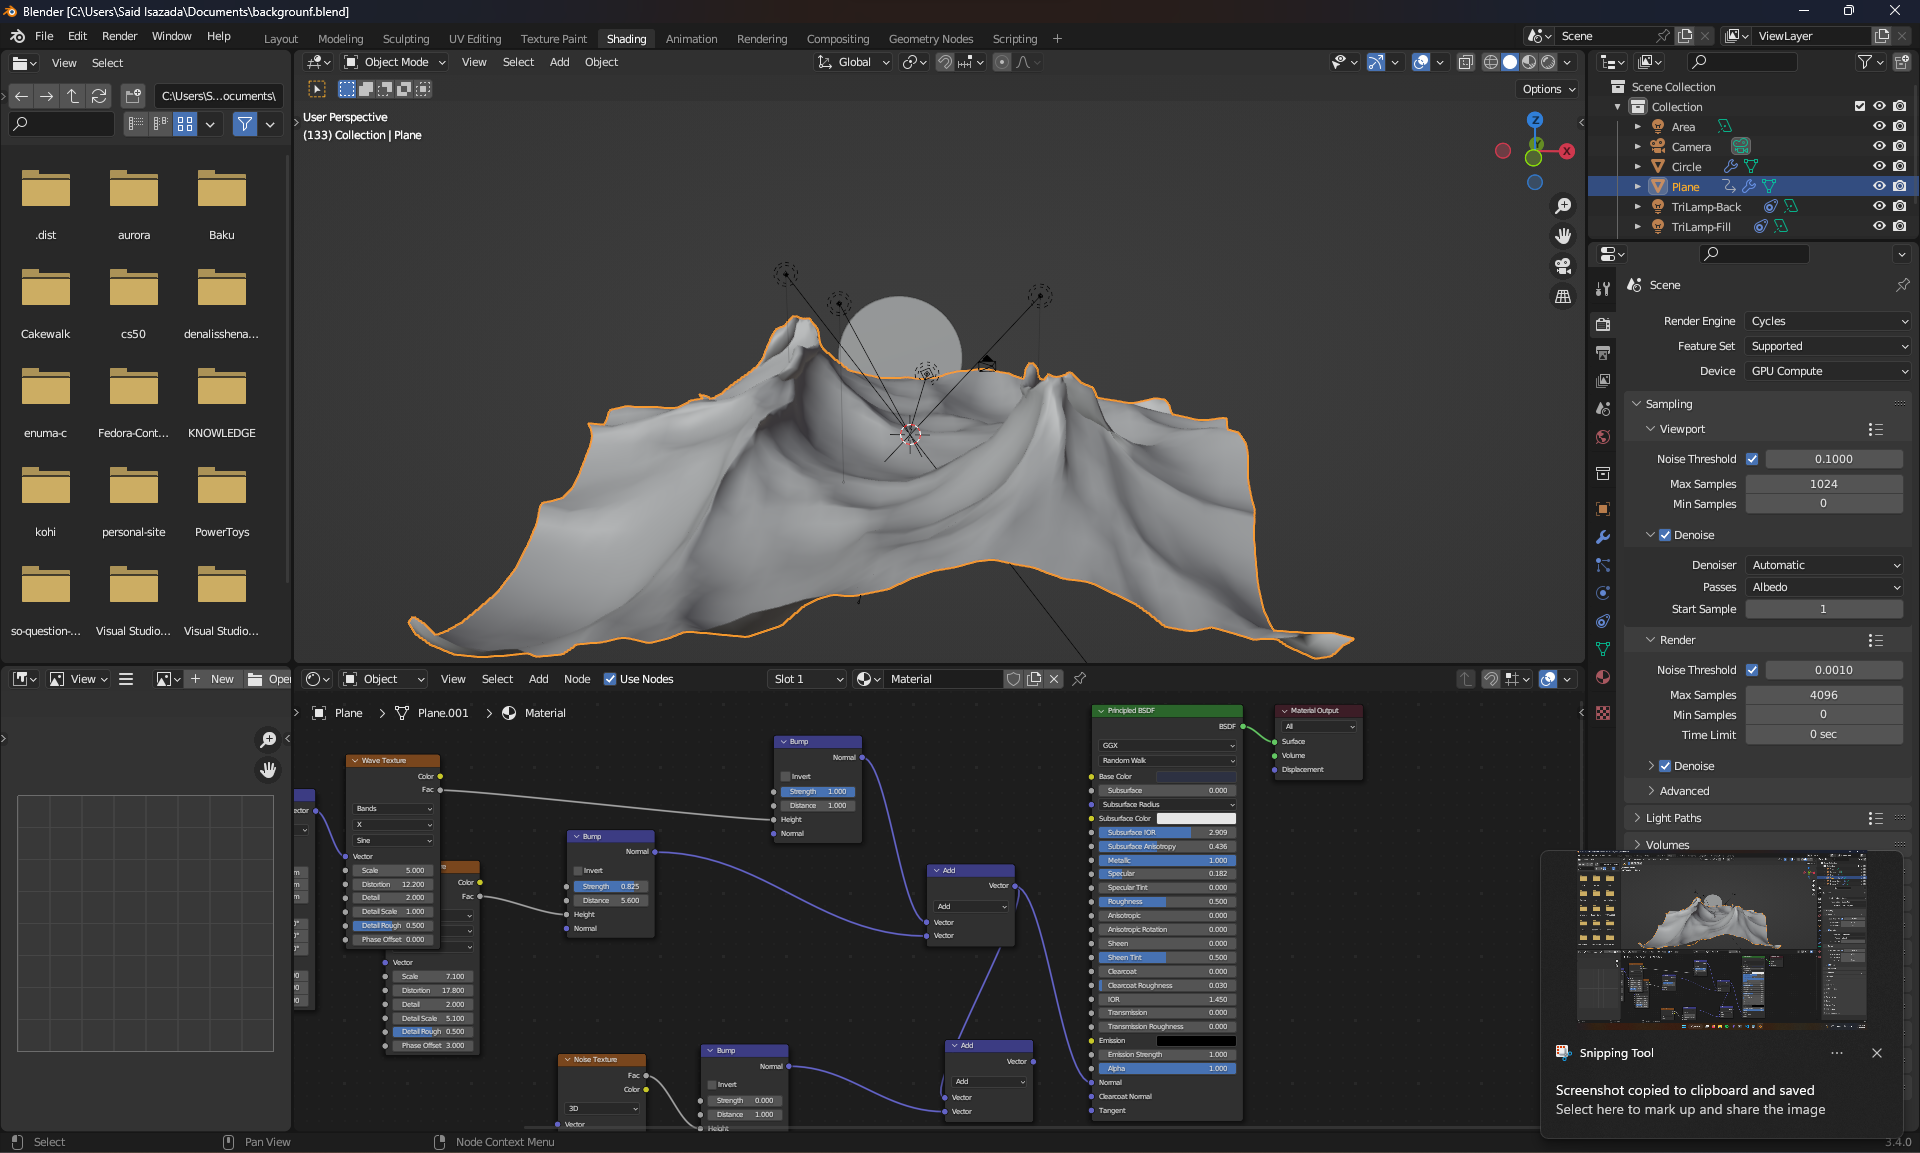 Blender [C:\Users\Said Isazada\Documents\backgrounf.blend]
File Edit Render Window Help
Layout Modeling Sculpting UV Editing Texture Paint Shading Animation Rendering Compositing Geometry Nodes Scripting +
Scene
ViewLayer
View Select
C:\Users\S...ocuments\
.dist aurora Baku
Cakewalk cs50 denalisshena...
enuma-c Fedora-Cont... KNOWLEDGE
kohi personal-site PowerToys
so-question-... Visual Studio... Visual Studio...
Object Mode View Select Add Object
Global
Options
User Perspective
(133) Collection | Plane
Z
Y
X
Scene Collection
Collection
Area
Camera
Circle
Plane
TriLamp-Back
TriLamp-Fill
Scene
Render Engine Cycles
Feature Set Supported
Device GPU Compute
Sampling
Viewport
Noise Threshold 0.1000
Max Samples 1024
Min Samples 0
Denoise
Denoiser Automatic
Passes Albedo
Start Sample 1
Render
Noise Threshold 0.0010
Max Samples 4096
Min Samples 0
Time Limit 0 sec
Denoise
Advanced
Light Paths
Volumes
View
+ New
Open
Object View Select Add Node Use Nodes
Slot 1
Material
Plane > Plane.001 > Material
Wave Texture
Color
Fac
Bands
X
Sine
Vector
Scale 5.000
Distortion 12.200
Detail 2.000
Detail Scale 1.000
Detail Rough 0.500
Phase Offset 0.000
Color
Fac
Vector
Scale 7.100
Distortion 17.800
Detail 2.000
Detail Scale 5.100
Detail Rough 0.500
Phase Offset 3.000
Bump
Normal
Invert
Strength 0.825
Distance 5.600
Height
Normal
Bump
Normal
Invert
Strength 1.000
Distance 1.000
Height
Normal
Add
Vector
Add
Vector
Vector
Noise Texture
Fac
Color
3D
Vector
Bump
Normal
Invert
Strength 0.000
Distance 1.000
Height
Add
Vector
Add
Vector
Vector
Principled BSDF
BSDF
GGX
Random Walk
Base Color
Subsurface 0.000
Subsurface Radius
Subsurface Color
Subsurface IOR 2.909
Subsurface Anisotropy 0.436
Metallic 1.000
Specular 0.182
Specular Tint 0.000
Roughness 0.500
Anisotropic 0.000
Anisotropic Rotation 0.000
Sheen 0.000
Sheen Tint 0.500
Clearcoat 0.000
Clearcoat Roughness 0.030
IOR 1.450
Transmission 0.000
Transmission Roughness 0.000
Emission
Emission Strength 1.000
Alpha 1.000
Normal
Clearcoat Normal
Tangent
Material Output
All
Surface
Volume
Displacement
Snipping Tool
Screenshot copied to clipboard and saved
Select here to mark up and share the image
Select
Pan View
Node Context Menu
3.4.0